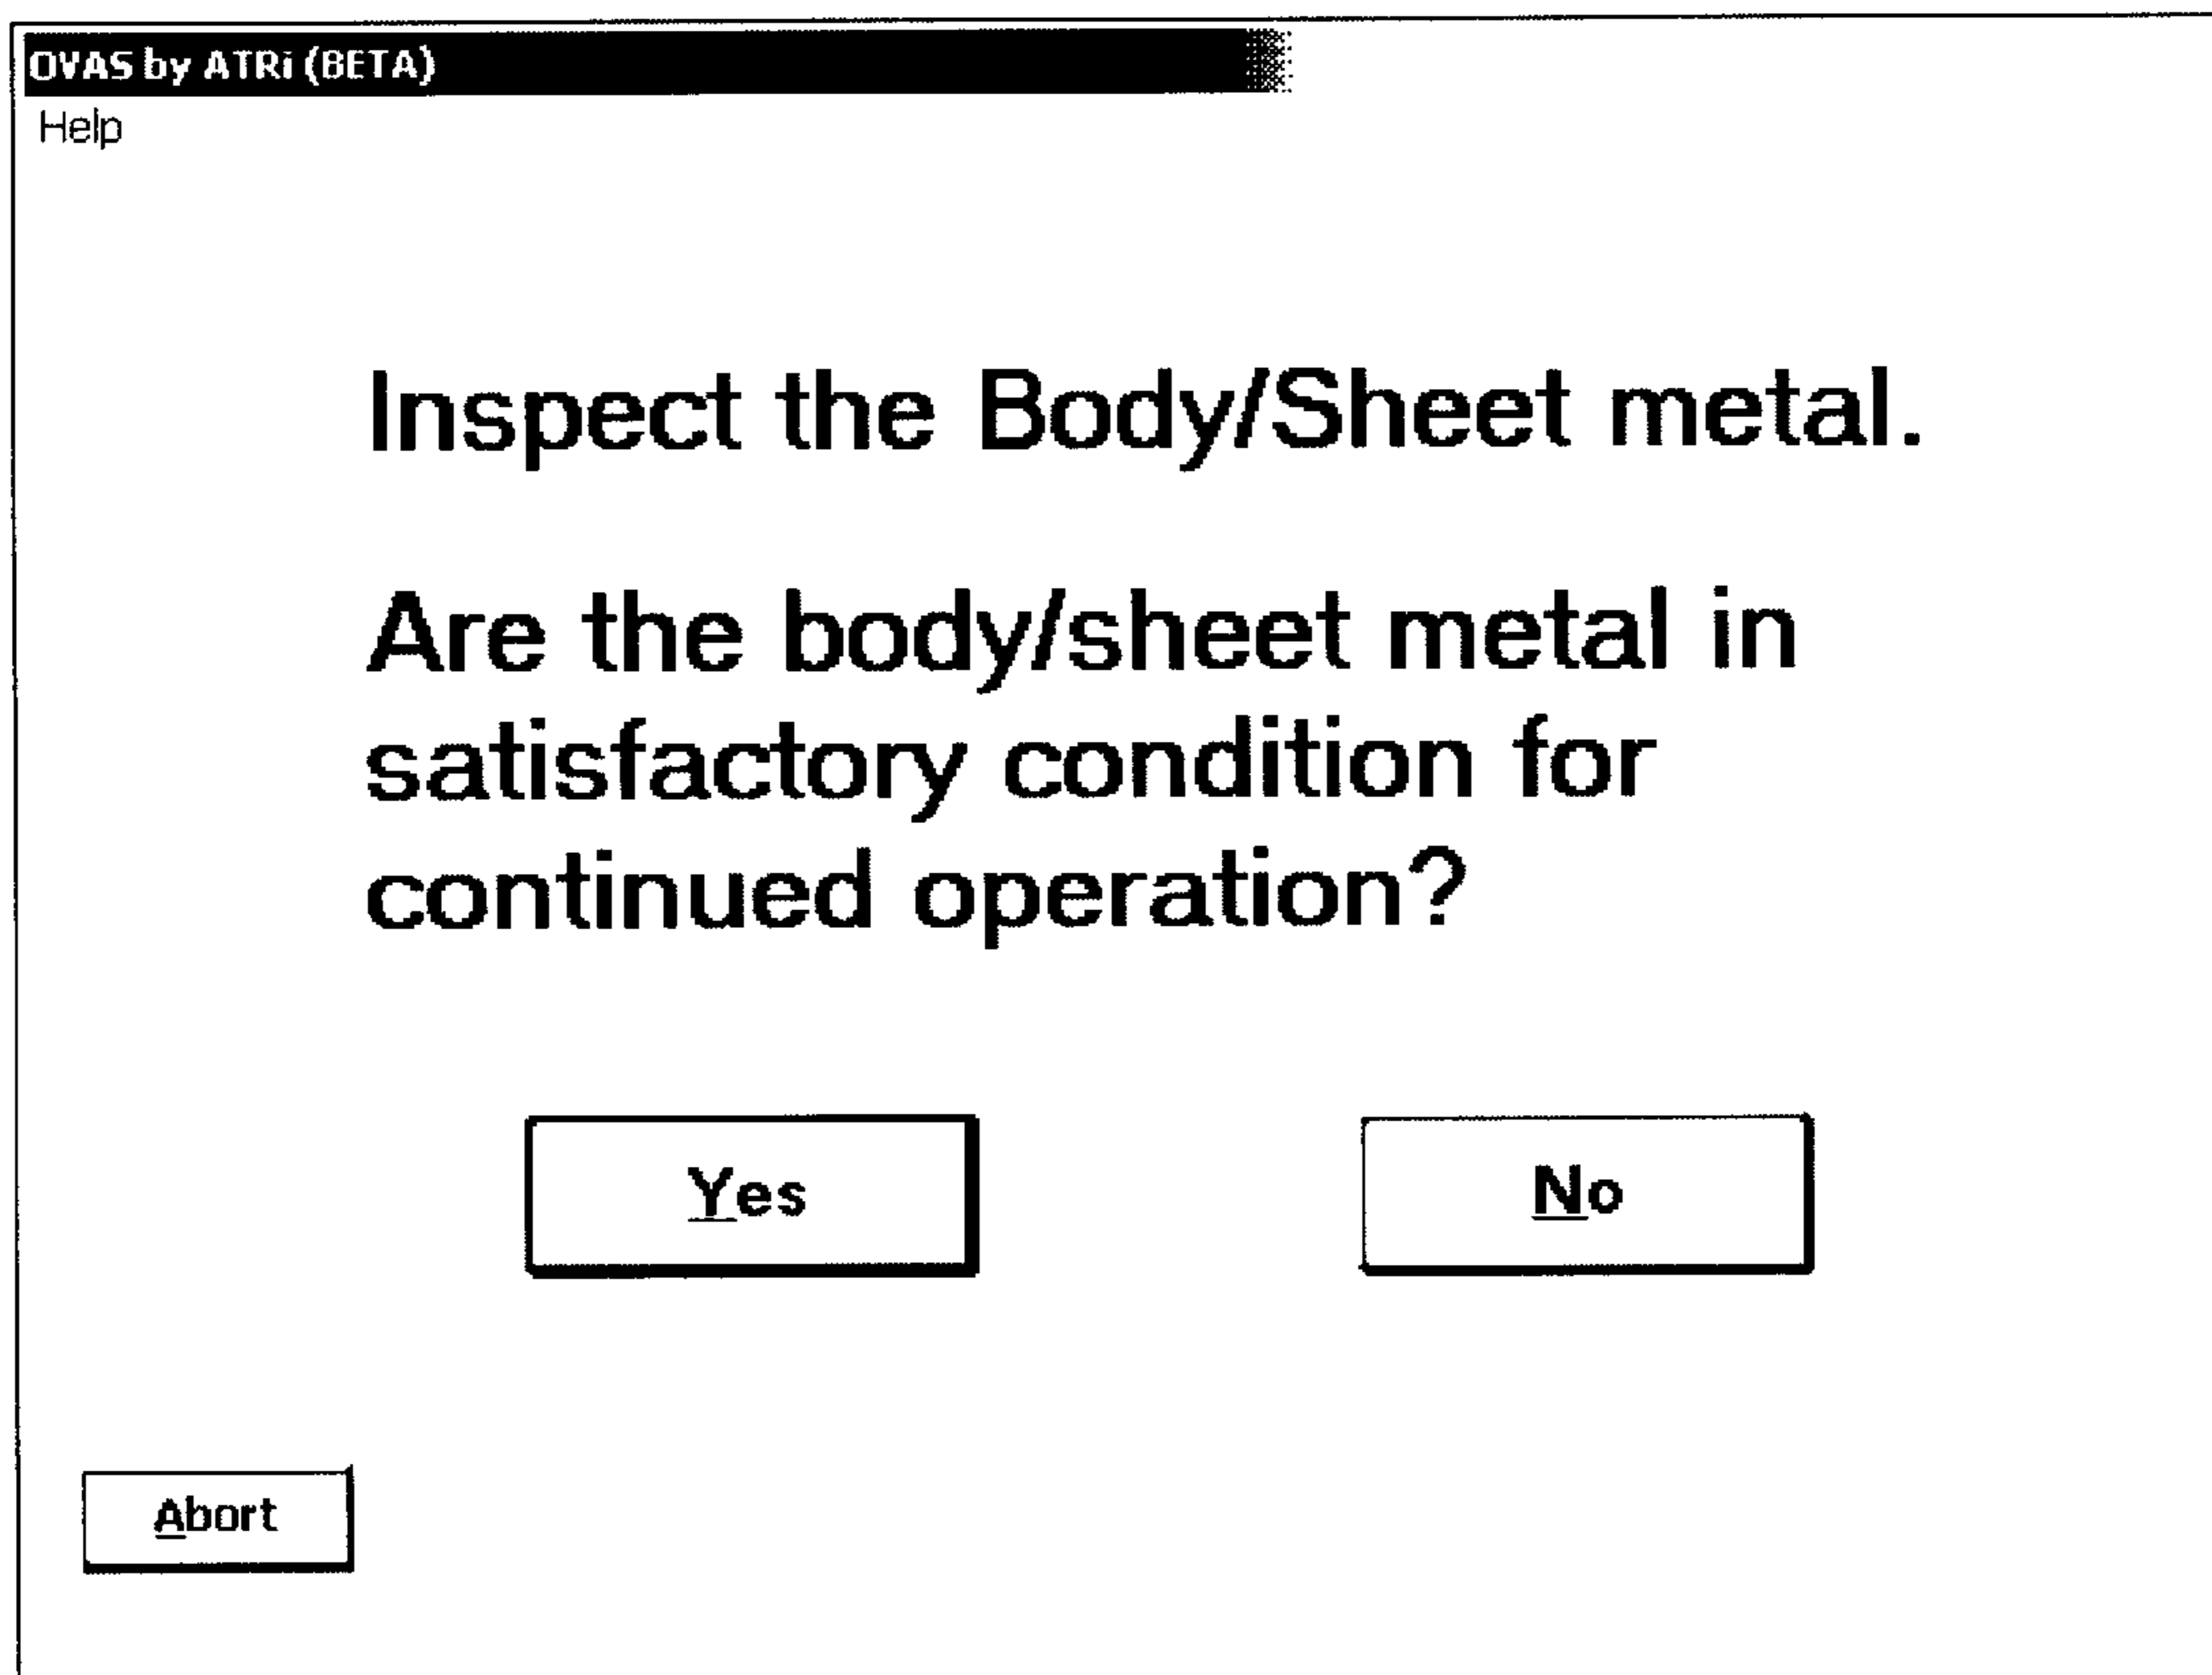 OVAS by ATRi (BETA)
Help
Inspect the Body/Sheet metal.
Are the body/sheet metal in
satisfactory condition for
continued operation?
Yes
No
Abort